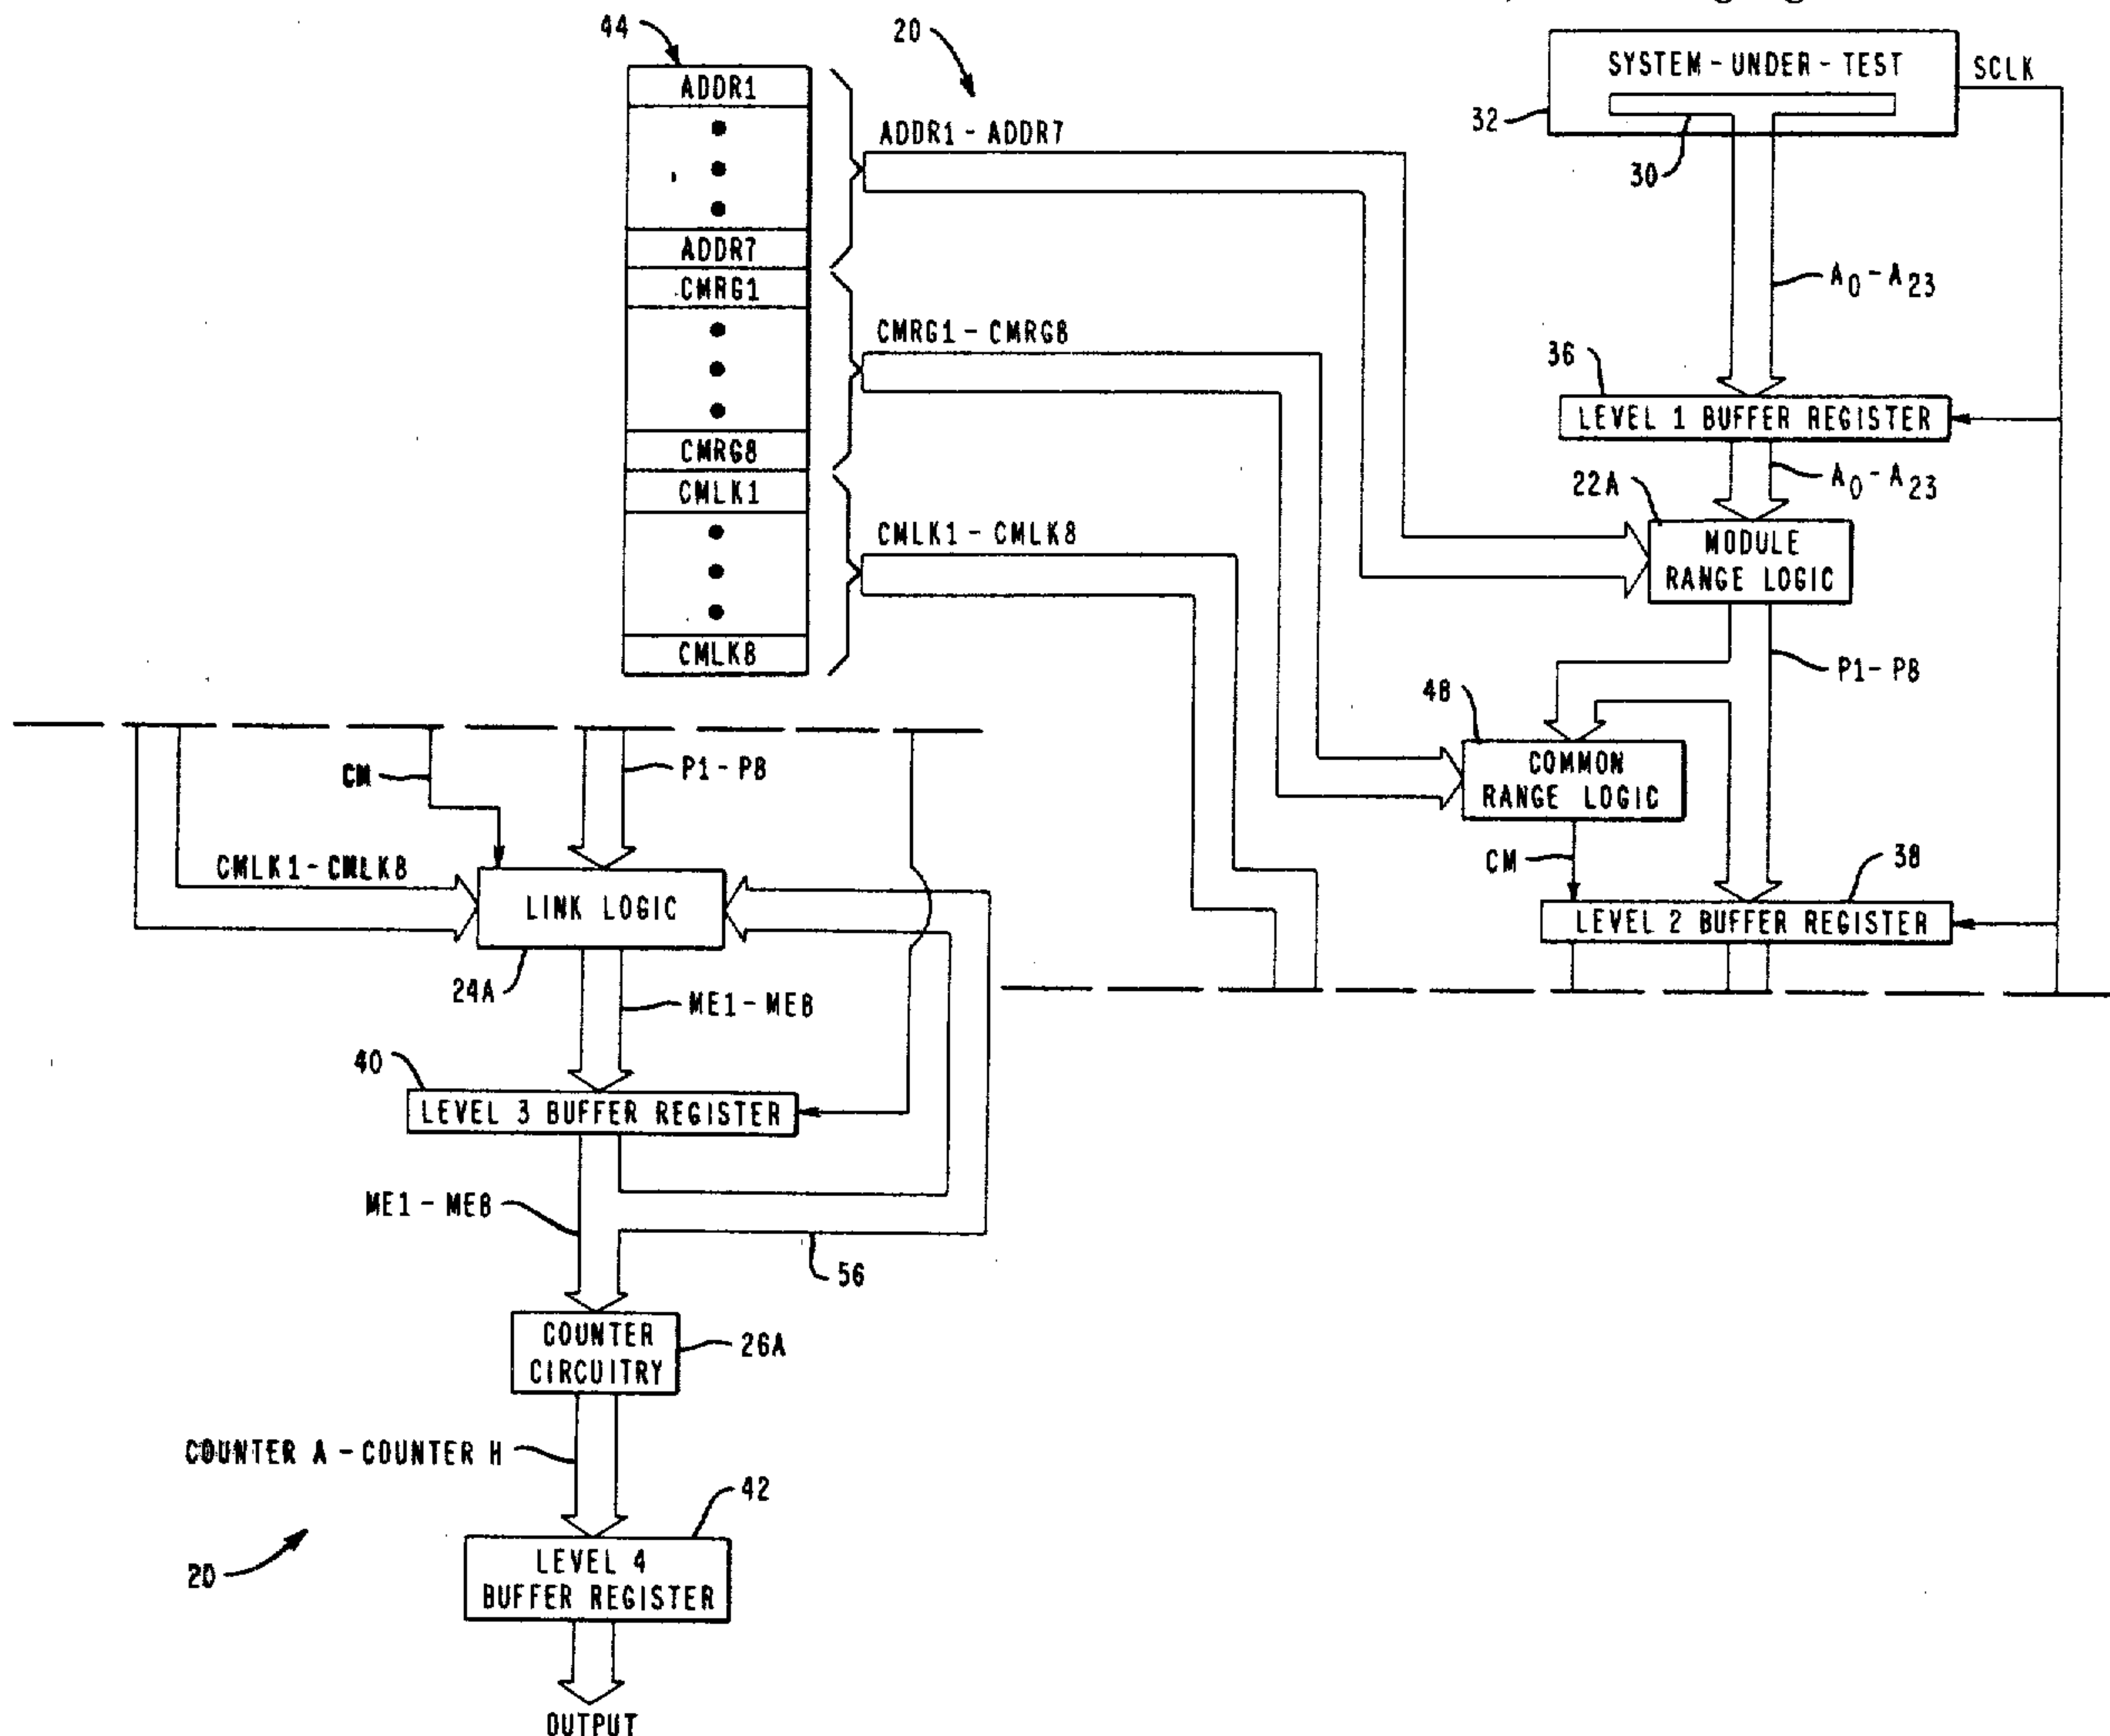 44
20
ADDR1
ADDR7
CMRG1
CMRG8
CMLK1
CMLK8
ADDR1 - ADDR7
CMRG1 - CMRG8
CMLK1 - CMLK8
SYSTEM - UNDER - TEST
SCLK
32
30
A0 - A23
36
LEVEL 1 BUFFER REGISTER
A0 - A23
22A
MODULE
RANGE LOGIC
P1 - P8
48
COMMON
RANGE LOGIC
CM
38
LEVEL 2 BUFFER REGISTER
CM
P1 - P8
CMLK1 - CMLK8
LINK LOGIC
24A
ME1 - ME8
40
LEVEL 3 BUFFER REGISTER
ME1 - ME8
56
COUNTER
CIRCUITRY
26A
COUNTER A - COUNTER H
42
20
LEVEL 4
BUFFER REGISTER
OUTPUT